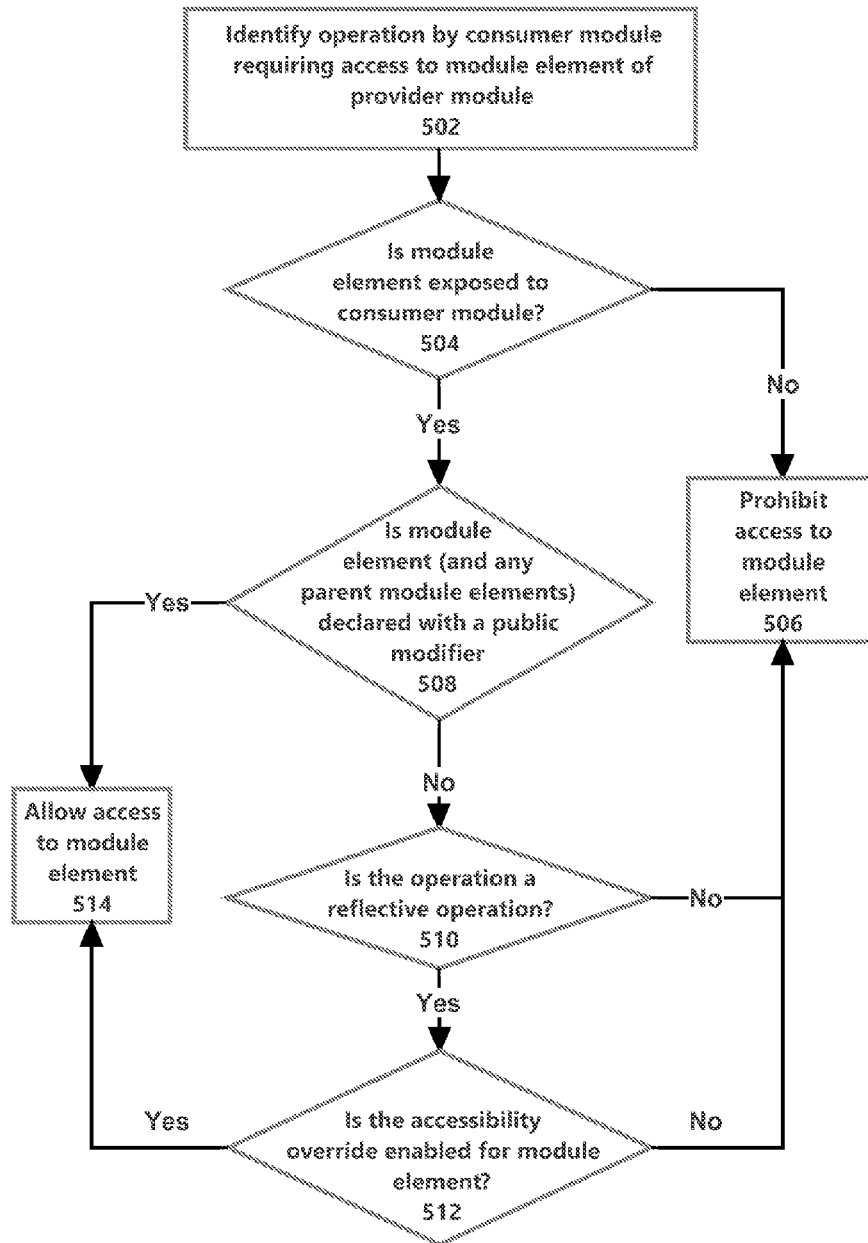 Identify operation by consumer module
requiring access to module element of
provider module
502
Is module
element exposed to
consumer module?
504
No
Yes
Prohibit
access to
module
element
506
Is module
element (and any
parent module elements)
declared with a public
modifier
508
Yes
No
Allow access
to module
element
514
Is the operation a
reflective operation?
510
No
Yes
Is the accessibility
override enabled for module
element?
512
Yes
No